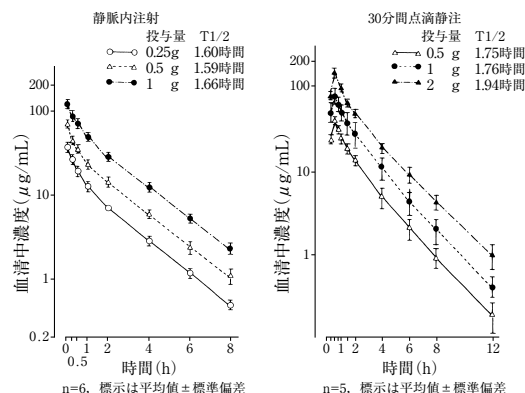 静脈内注射
投与量 T1/2
0.25g 1.60時間
0.5 g 1.59時間
1 g 1.66時間
血清中濃度(μg/mL)
200
100
10
1
0.2
0 1 2 4 6 8
0.5
時間(h)
n=6, 標示は平均値±標準偏差
30分間点滴静注
投与量 T1/2
0.5 g 1.75時間
1 g 1.76時間
2 g 1.94時間
血清中濃度(μg/mL)
200
100
10
1
0 1 2 4 6 8 12
時間(h)
n=5, 標示は平均値±標準偏差